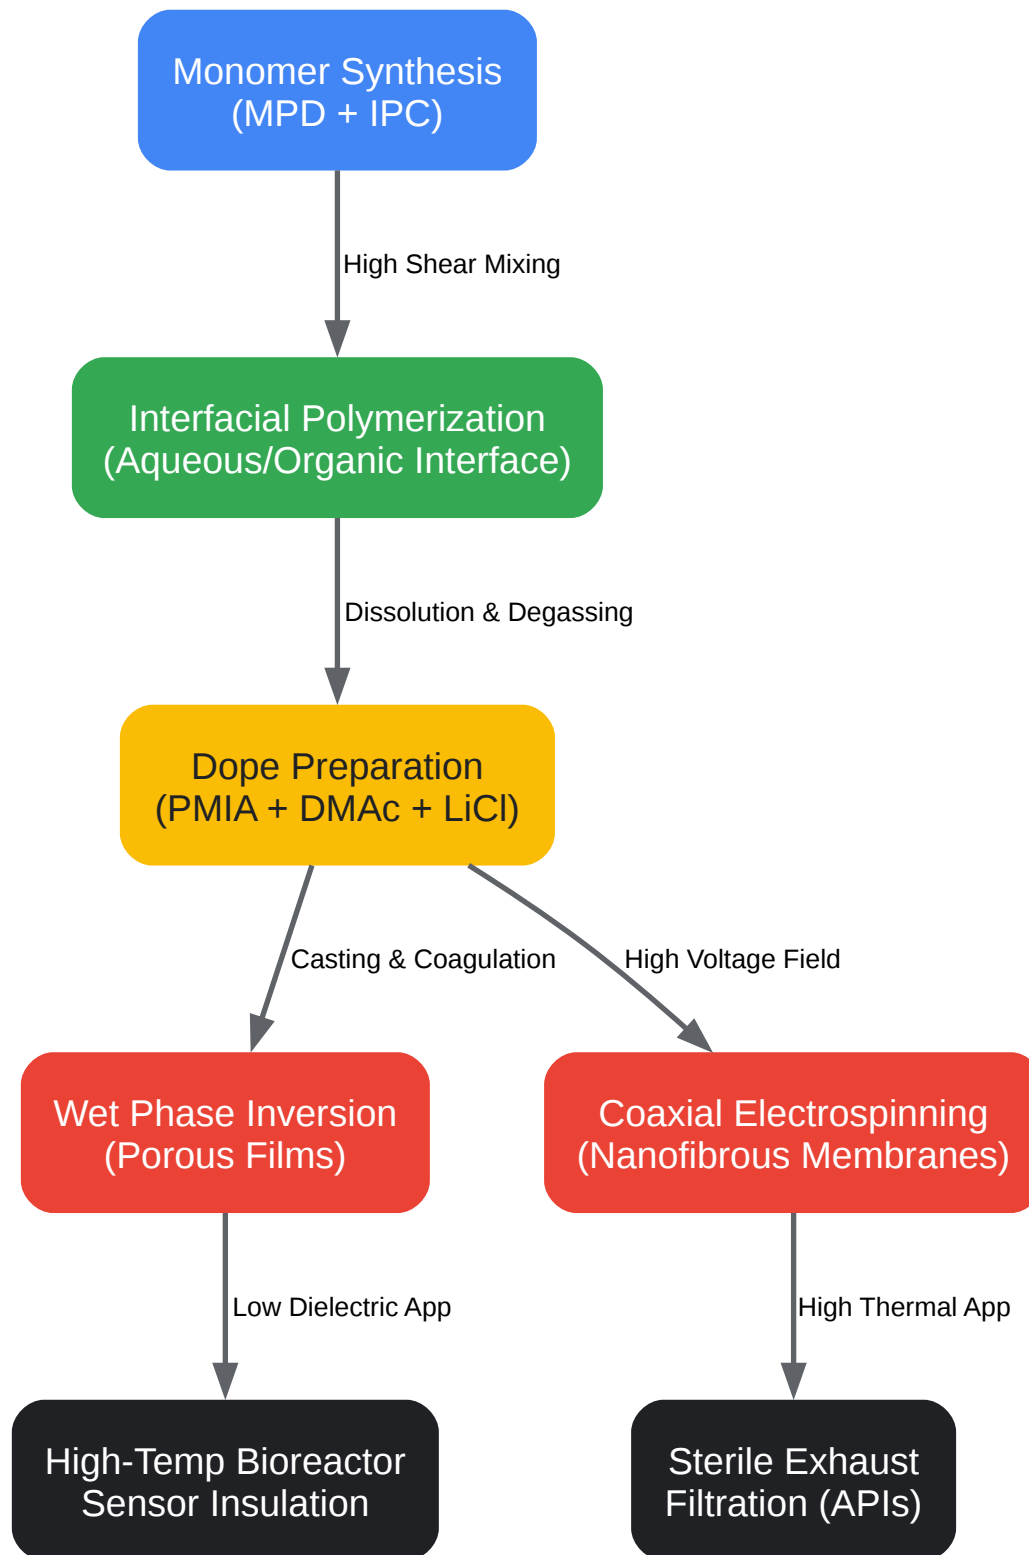 Monomer Synthesis
(MPD + IPC)
High Shear Mixing
Interfacial Polymerization
(Aqueous/Organic Interface)
Dissolution & Degassing
Dope Preparation
(PMIA + DMAc + LiCl)
Casting & Coagulation
High Voltage Field
Wet Phase Inversion
(Porous Films)
Coaxial Electrospinning
(Nanofibrous Membranes)
Low Dielectric App
High Thermal App
High-Temp Bioreactor
Sensor Insulation
Sterile Exhaust
Filtration (APIs)